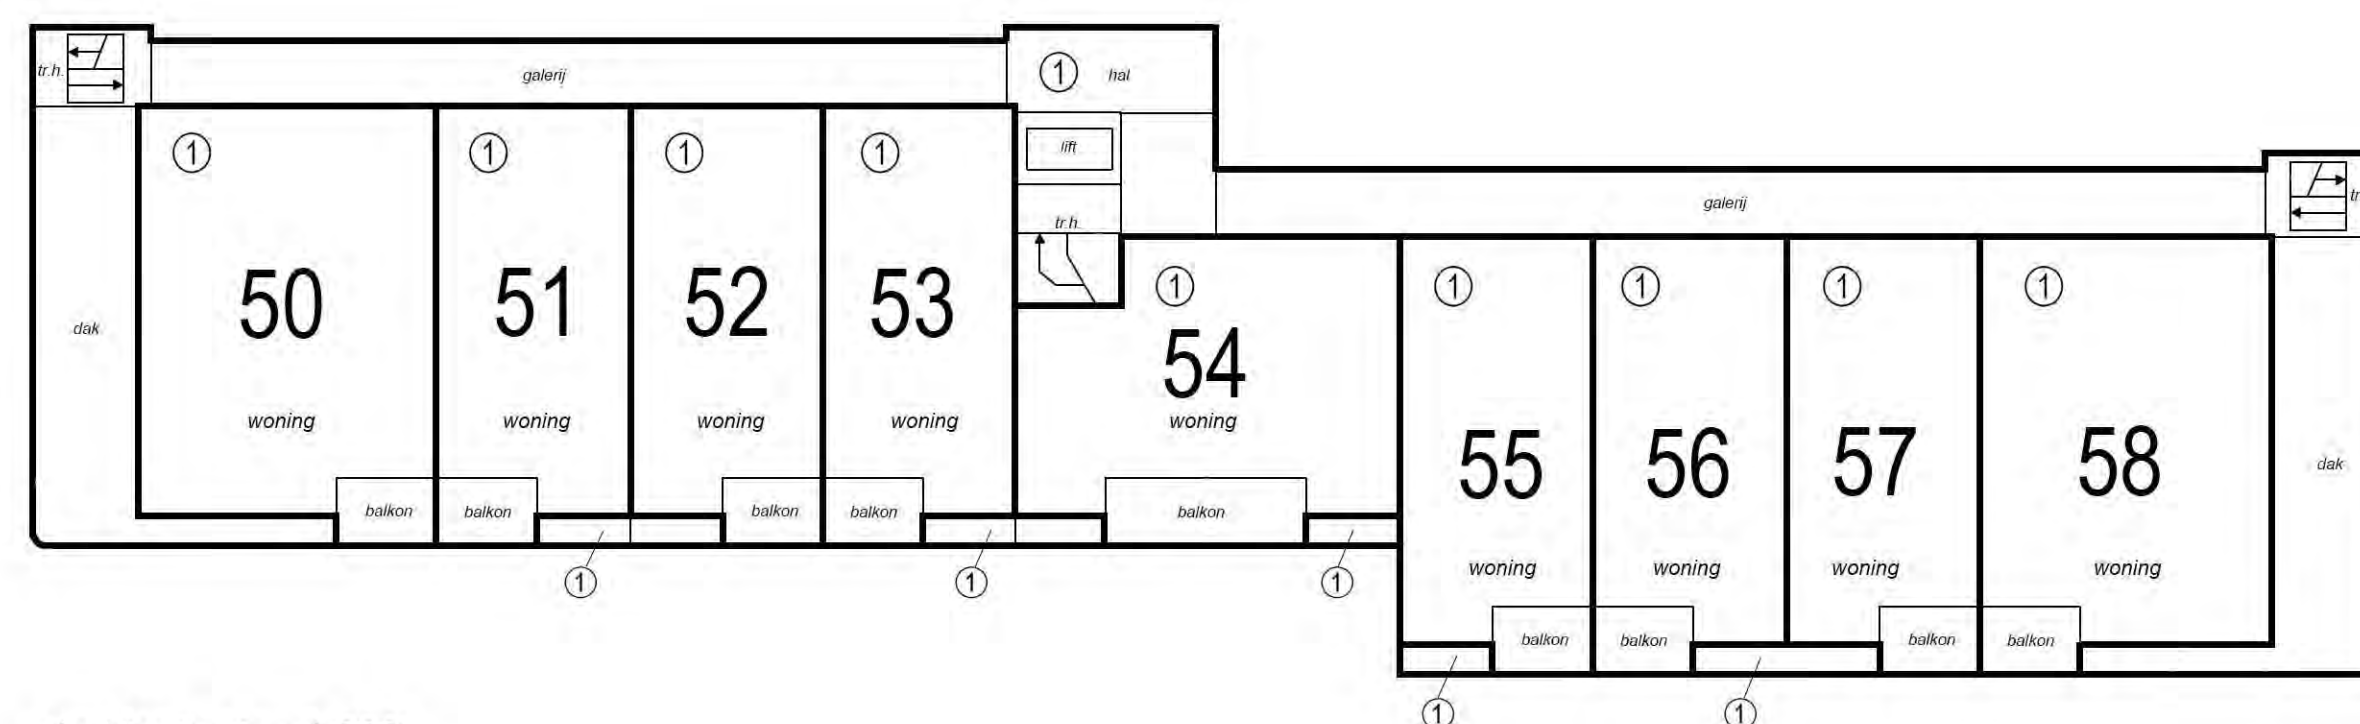 tr.h.
galerij
1
hal
1
1
1
1
lift
tr.h.
galerij
tr
50
51
52
53
1
54
1
1
1
1
dak
woning
woning
woning
woning
woning
55
56
57
58
dak
balkon
balkon
balkon
balkon
balkon
woning
woning
woning
woning
1
1
1
balkon
balkon
balkon
balkon
1
1